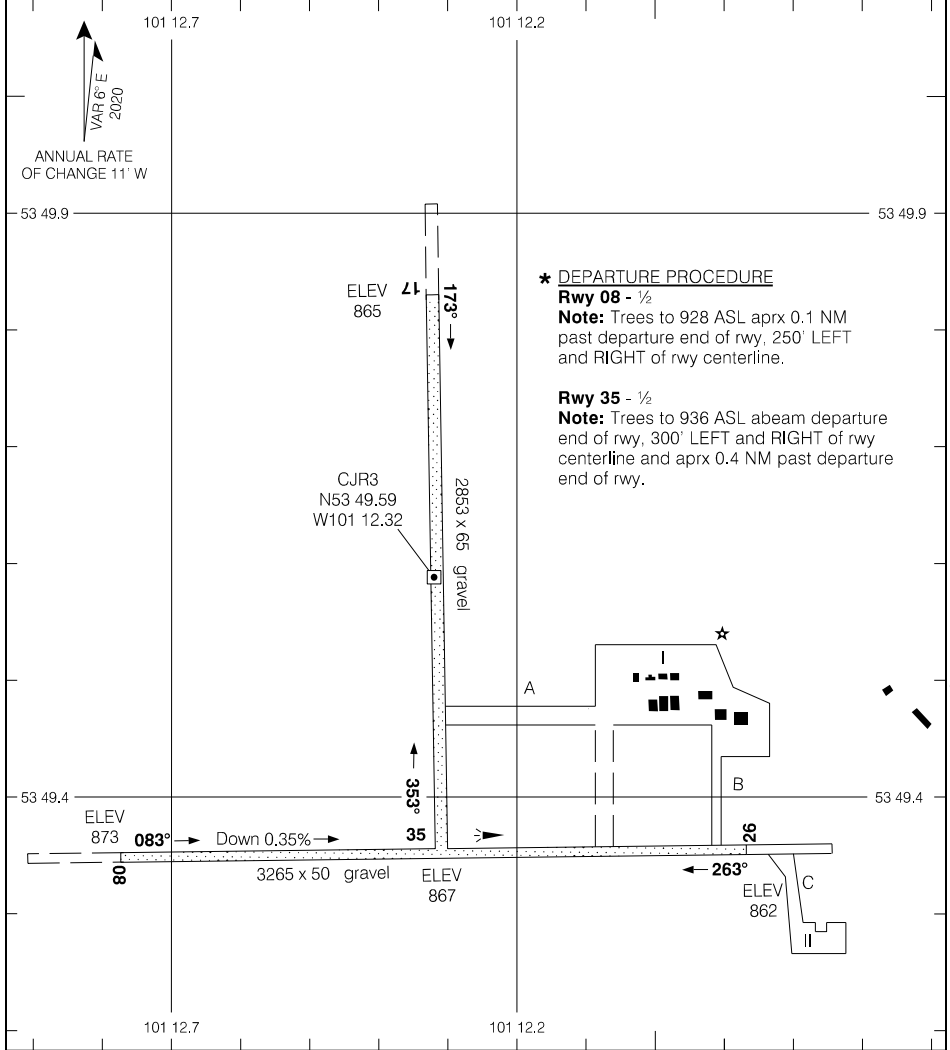 101 12.7
101 12.2
VAR 6° E
2020
ANNUAL RATE
OF CHANGE 11' W
53 49.9
53 49.9
ELEV
865
17
173°
* DEPARTURE PROCEDURE
Rwy 08 - ½
Note: Trees to 928 ASL aprx 0.1 NM
past departure end of rwy, 250' LEFT
and RIGHT of rwy centerline.
Rwy 35 - ½
Note: Trees to 936 ASL abeam departure
end of rwy, 300' LEFT and RIGHT of rwy
centerline and aprx 0.4 NM past departure
end of rwy.
CJR3
N53 49.59
W101 12.32
2853 x 65 gravel
I
A
B
53 49.4
53 49.4
353°
35
ELEV
873
083°
Down 0.35%
26
08
3265 x 50 gravel
ELEV
867
263°
ELEV
862
C
II
101 12.7
101 12.2